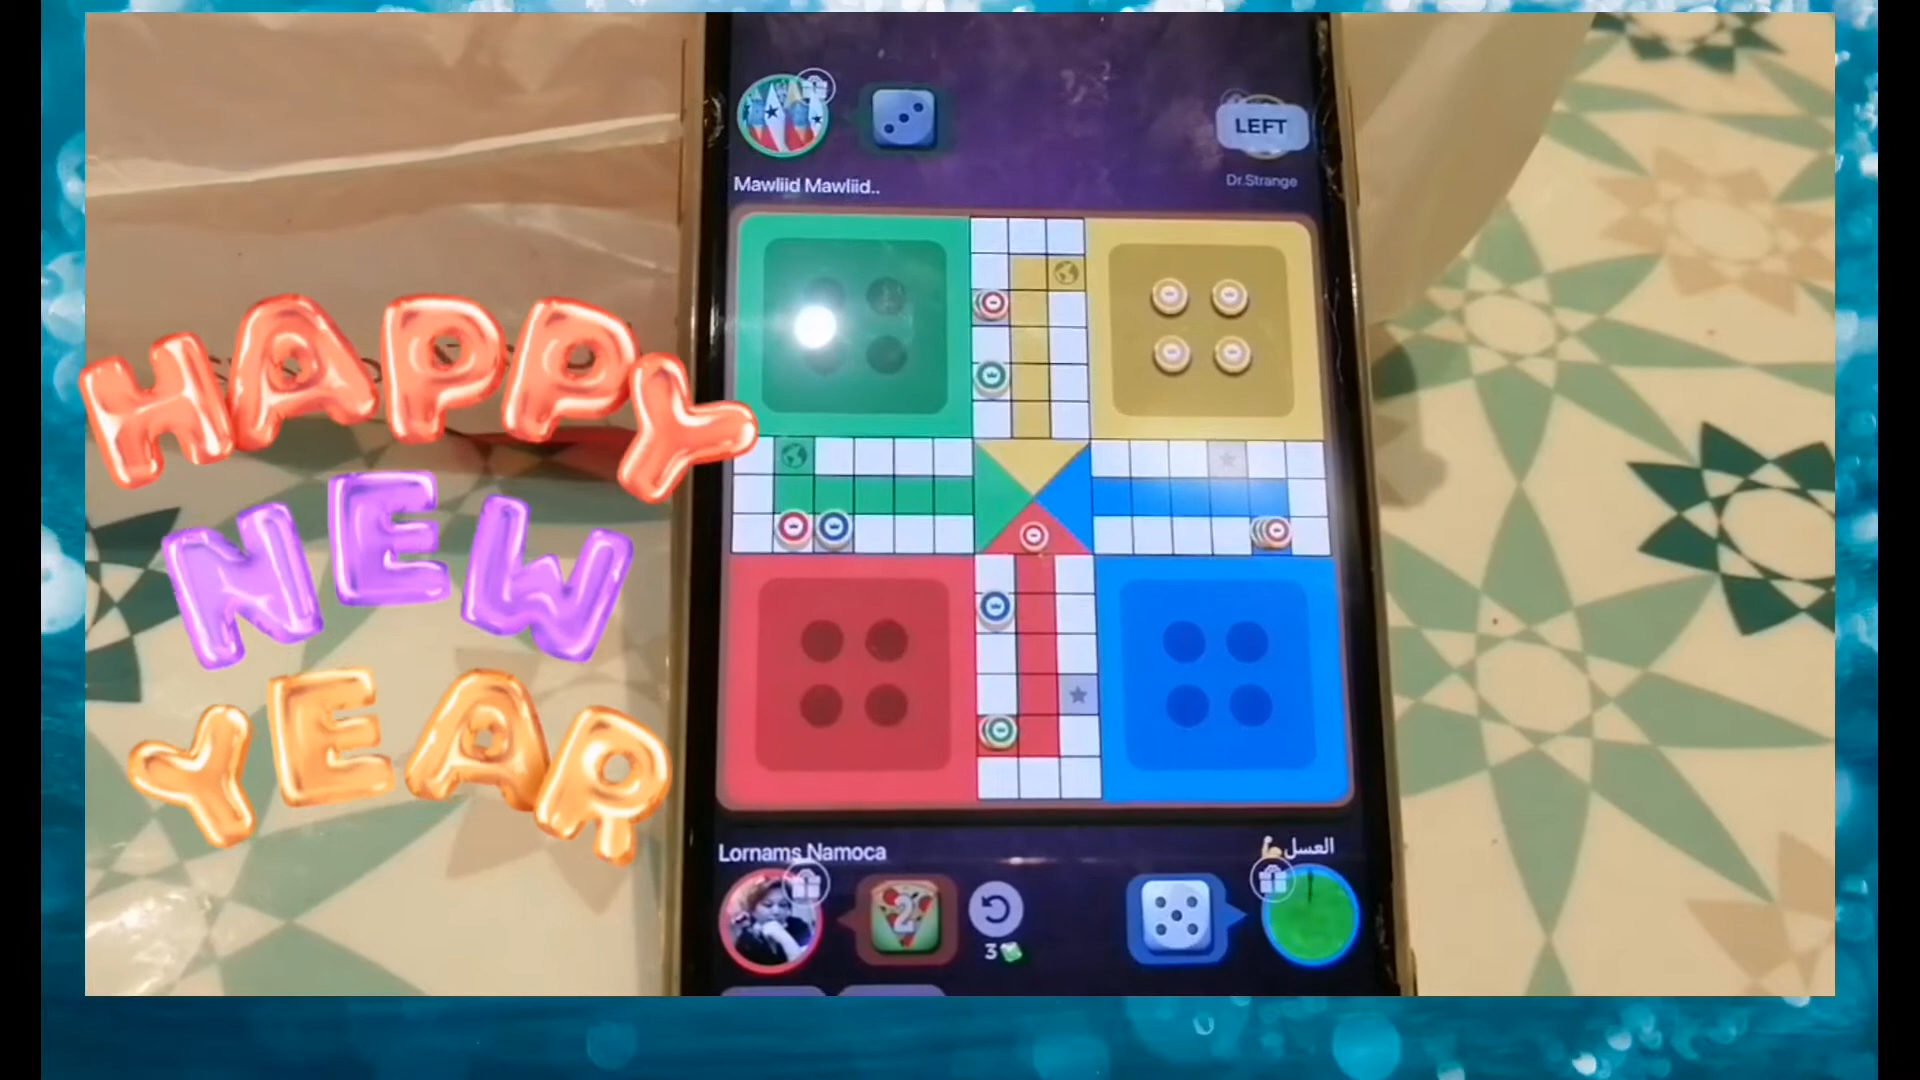 LEFT
Mawliid Mawliid..
Dr.Strange
HAPPY
NEW
YEAR
Lornams Namoca
العسل💪
2
3